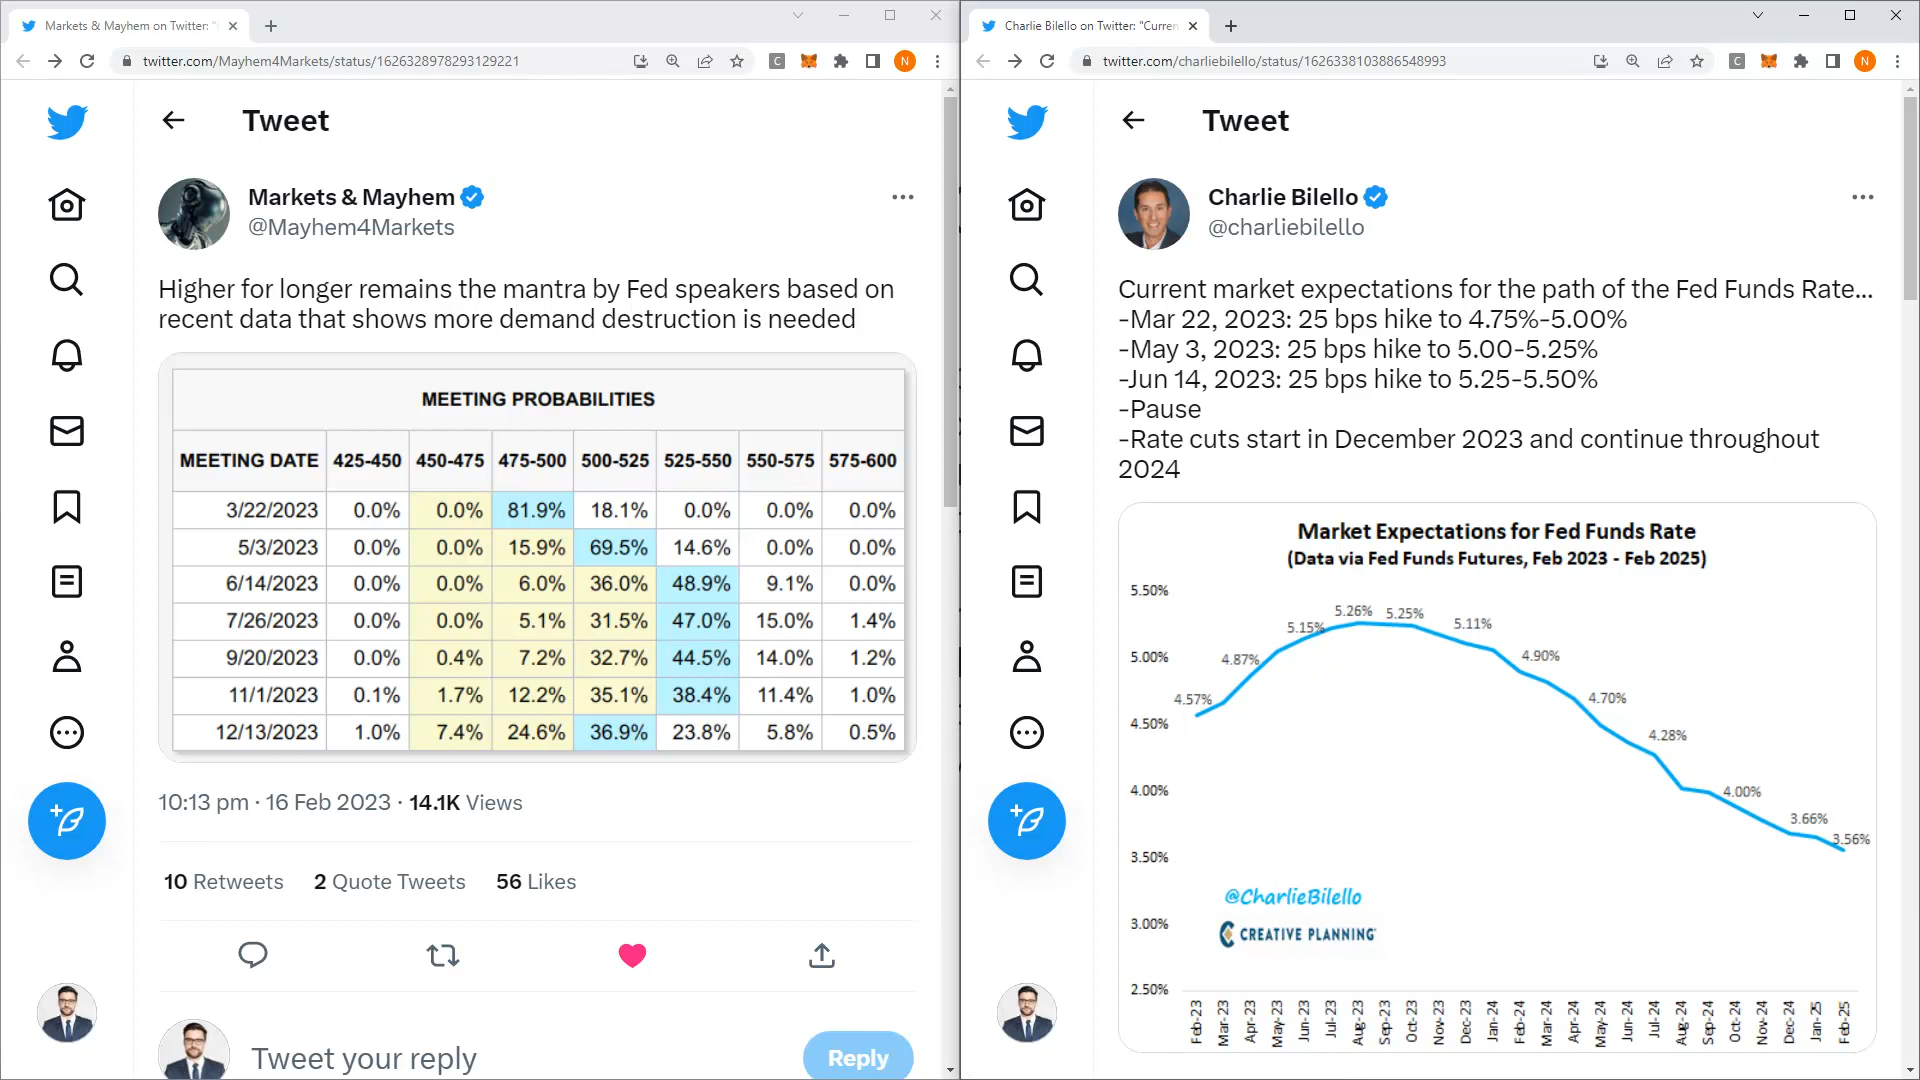 Markets & Mayhem on Twitter: "
twitter.com/Mayhem4Markets/status/1626328978293129221
C
N
Tweet
Markets & Mayhem
@Mayhem4Markets
Higher for longer remains the mantra by Fed speakers based on
recent data that shows more demand destruction is needed
MEETING PROBABILITIES
MEETING DATE 425-450 450-475 475-500 500-525 525-550 550-575 575-600
3/22/2023 0.0% 0.0% 81.9% 18.1% 0.0% 0.0% 0.0%
5/3/2023 0.0% 0.0% 15.9% 69.5% 14.6% 0.0% 0.0%
6/14/2023 0.0% 0.0% 6.0% 36.0% 48.9% 9.1% 0.0%
7/26/2023 0.0% 0.0% 5.1% 31.5% 47.0% 15.0% 1.4%
9/20/2023 0.0% 0.4% 7.2% 32.7% 44.5% 14.0% 1.2%
11/1/2023 0.1% 1.7% 12.2% 35.1% 38.4% 11.4% 1.0%
12/13/2023 1.0% 7.4% 24.6% 36.9% 23.8% 5.8% 0.5%
10:13 pm · 16 Feb 2023 · 14.1K Views
10 Retweets 2 Quote Tweets 56 Likes
Tweet your reply
Reply
Charlie Bilello on Twitter: "Curren
twitter.com/charliebilello/status/1626338103886548993
C
N
Tweet
Charlie Bilello
@charliebilello
Current market expectations for the path of the Fed Funds Rate...
-Mar 22, 2023: 25 bps hike to 4.75%-5.00%
-May 3, 2023: 25 bps hike to 5.00-5.25%
-Jun 14, 2023: 25 bps hike to 5.25-5.50%
-Pause
-Rate cuts start in December 2023 and continue throughout
2024
Market Expectations for Fed Funds Rate
(Data via Fed Funds Futures, Feb 2023 - Feb 2025)
5.50%
5.00%
4.50%
4.00%
3.50%
3.00%
2.50%
4.57%
4.87%
5.15%
5.26%
5.25%
5.11%
4.90%
4.70%
4.28%
4.00%
3.66%
3.56%
@CharlieBilello
CREATIVE PLANNING
Feb-23
Mar-23
Apr-23
May-23
Jun-23
Jul-23
Aug-23
Sep-23
Oct-23
Nov-23
Dec-23
Jan-24
Feb-24
Mar-24
Apr-24
May-24
Jun-24
Jul-24
Aug-24
Sep-24
Oct-24
Nov-24
Dec-24
Jan-25
Feb-25